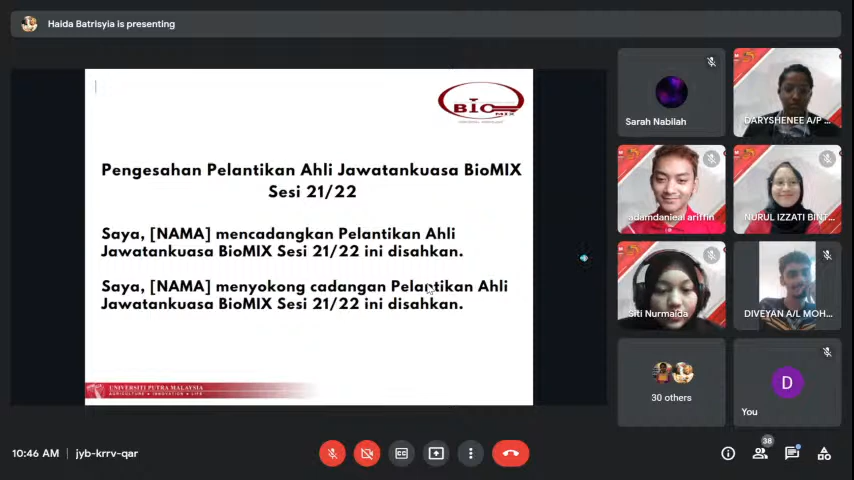 Haida Batrisyia is presenting
BIO
MIX
Pengesahan Pelantikan Ahli Jawatankuasa BioMIX
Sesi 21/22
Saya, [NAMA] mencadangkan Pelantikan Ahli
Jawatankuasa BioMIX Sesi 21/22 ini disahkan.
Saya, [NAMA] menyokong cadangan Pelantikan Ahli
Jawatankuasa BioMIX Sesi 21/22 ini disahkan.
UNIVERSITI PUTRA MALAYSIA
AGRICULTURE • INNOVATION • LIFE
Sarah Nabilah
DARYSHENEE A/P ...
adamdanieal ariffin
NURUL IZZATI BINT...
Siti Nurmaida
DIVEYAN A/L MOH...
30 others
D
You
10:46 AM | jyb-krrv-qar
38